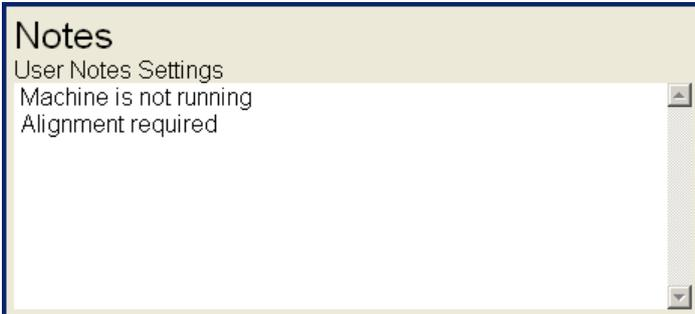 Notes
User Notes Settings
Machine is not running
Alignment required